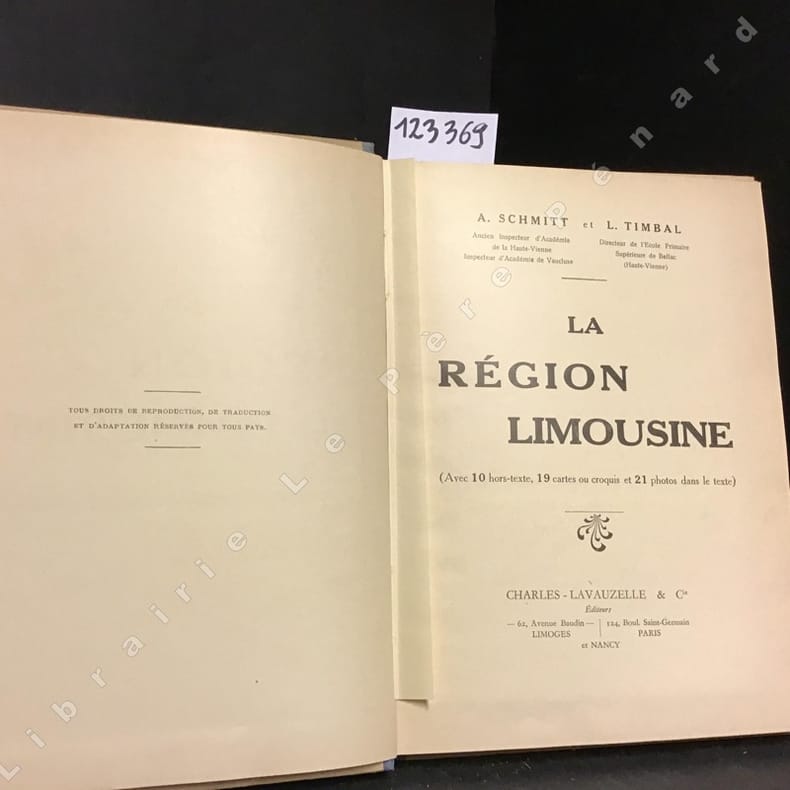 123369
TOUS DROITS DE REPRODUCTION, DE TRADUCTION
ET D'ADAPTATION RÉSERVÉS POUR TOUS PAYS.
A. SCHMITT et L. TIMBAL
Ancien Inspecteur d'Académie
de la Haute-Vienne
Inspecteur d'Académie de Vaucluse
Directeur de l'Ecole Primaire
Supérieure de Bellac
(Haute-Vienne)
LA
RÉGION
LIMOUSINE
(Avec 10 hors-texte, 19 cartes ou croquis et 21 photos dans le texte)
CHARLES-LAVAUZELLE & Cie
Éditeurs
— 62, Avenue Baudin —
LIMOGES
124, Boul. Saint-Germain
PARIS
et NANCY
Librairie Le Père Pénard